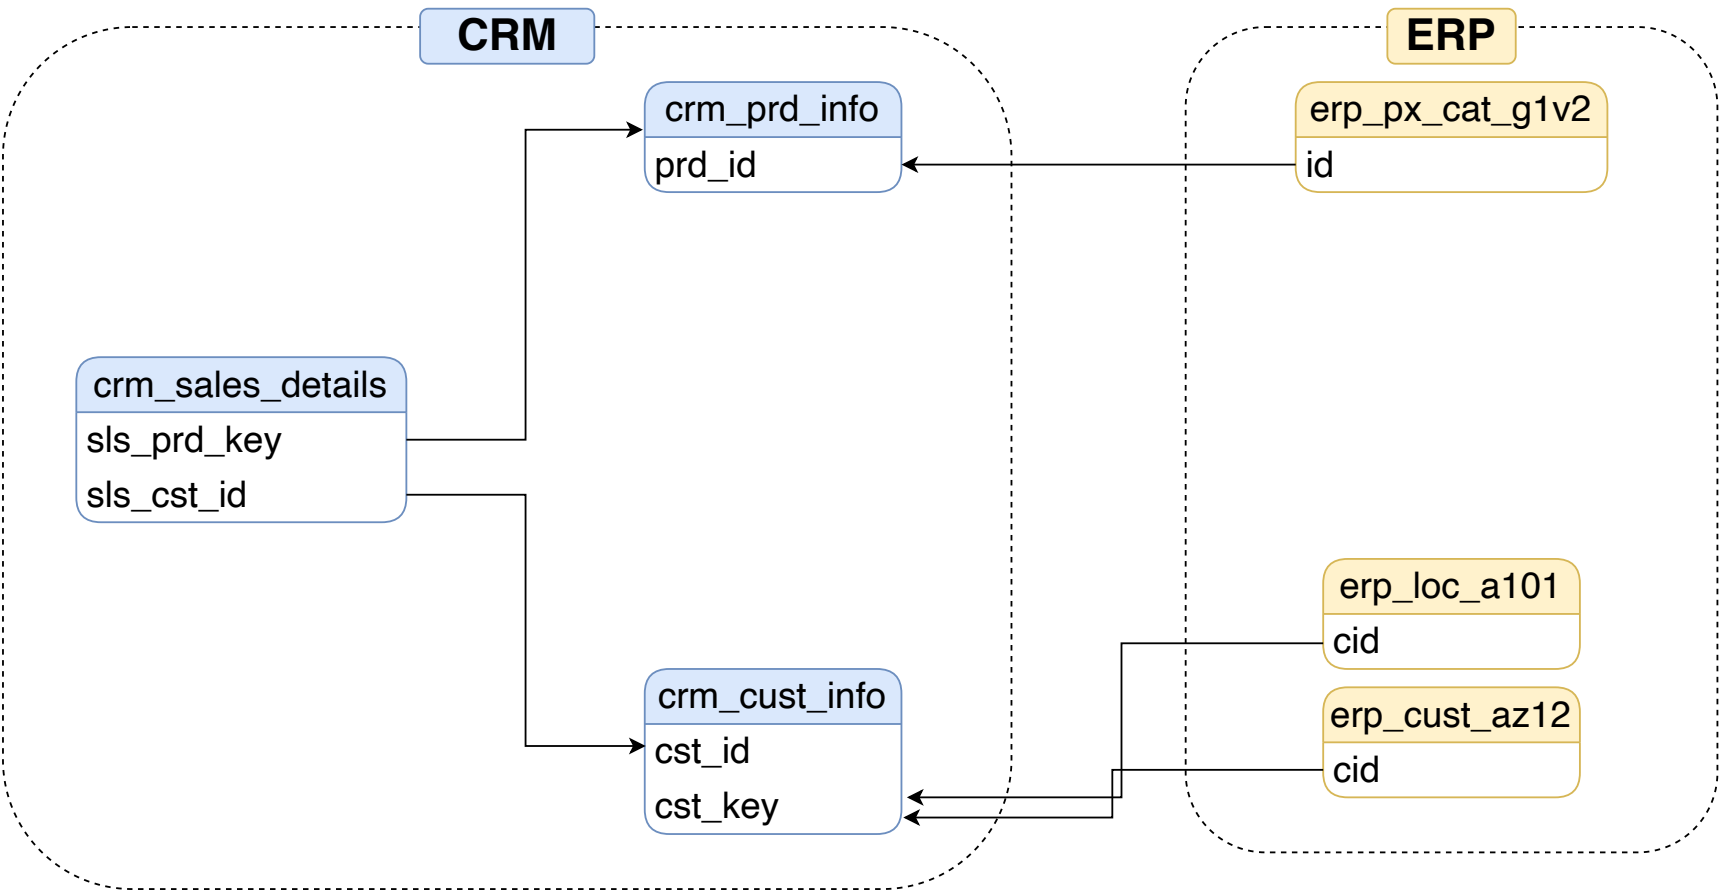 CRM
crm_prd_info
prd_id
crm_sales_details
sls_prd_key
sls_cst_id
crm_cust_info
cst_id
cst_key
ERP
erp_px_cat_g1v2
id
erp_loc_a101
cid
erp_cust_az12
cid